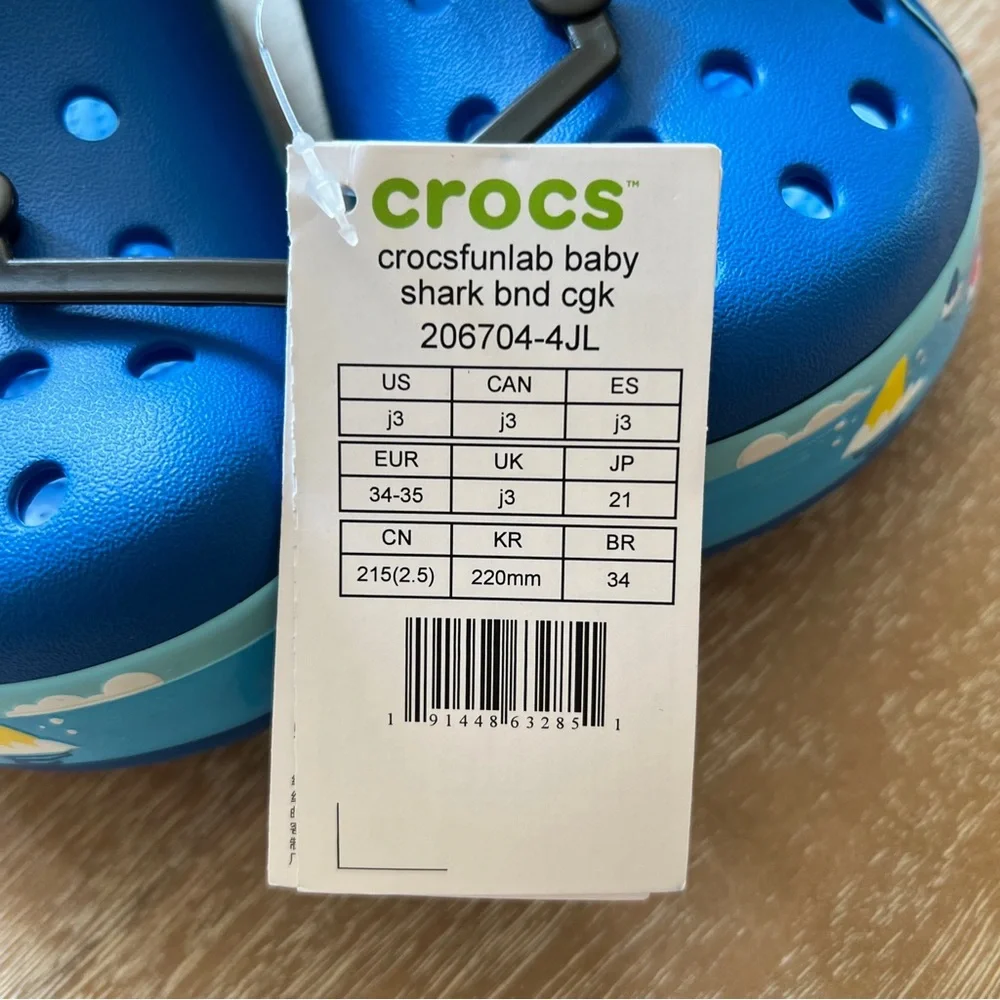 crocs™
crocsfunlab baby
shark bnd cgk
206704-4JL
US CAN ES
j3 j3 j3
EUR UK JP
34-35 j3 21
CN KR BR
215(2.5) 220mm 34
1 91448 63285 1